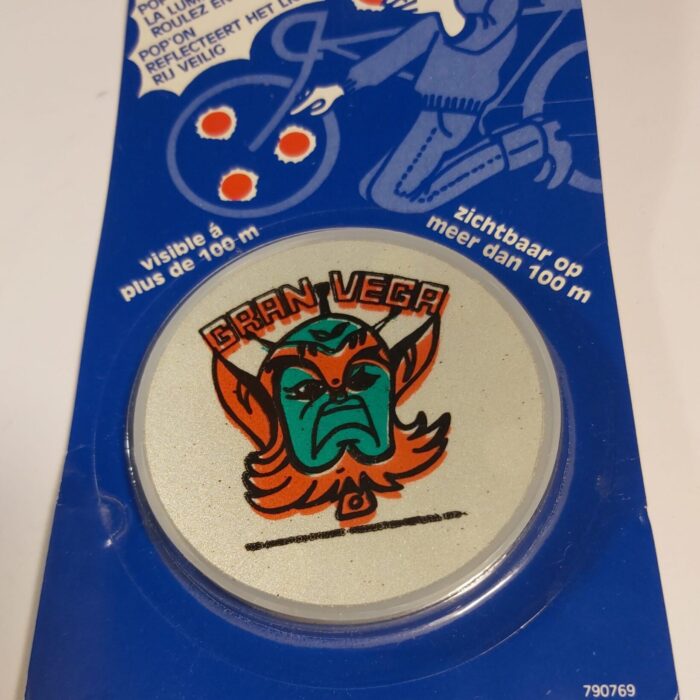 LA LUM
ROULEZ EN
POP'ON
REFLECTEERT HET LI
RIJ VEILIG
visible á
plus de 100 m
zichtbaar op
meer dan 100 m
GRAN VEGA
790769